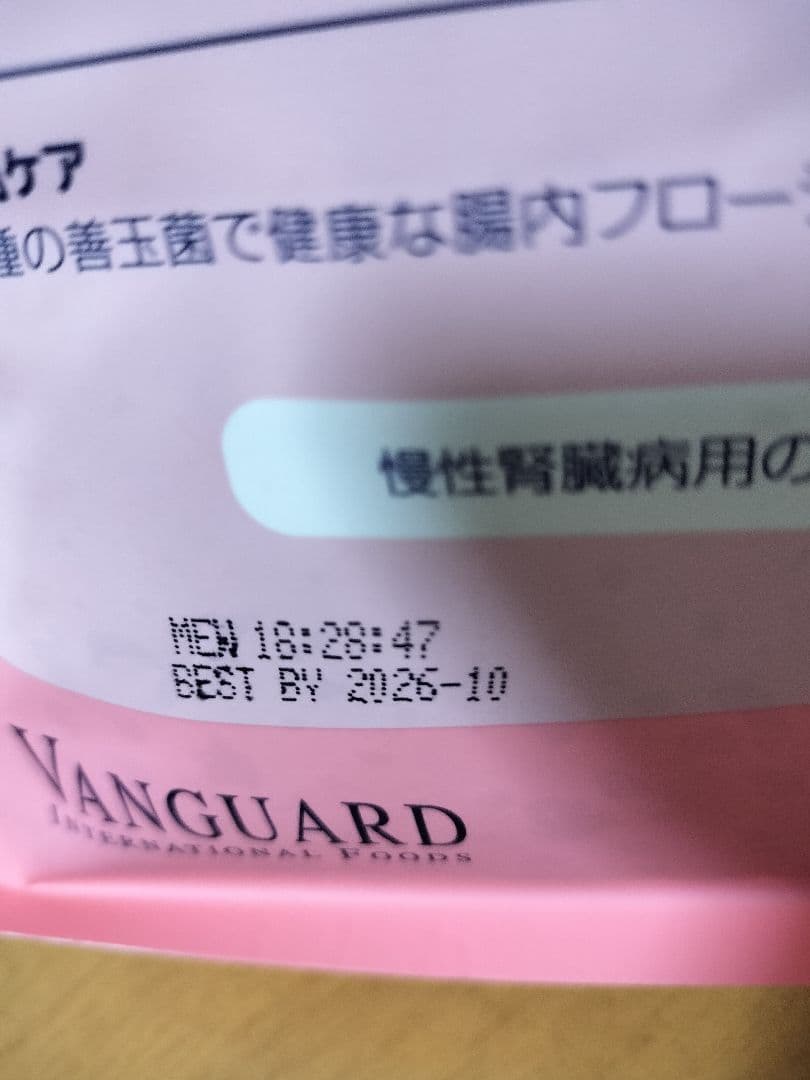 ケア
種の善玉菌で健康な腸内フロー
慢性腎臓病用の
MEW 18:28:47
BEST BY 2026-10
VANGUARD
INTERNATIONAL FOODS